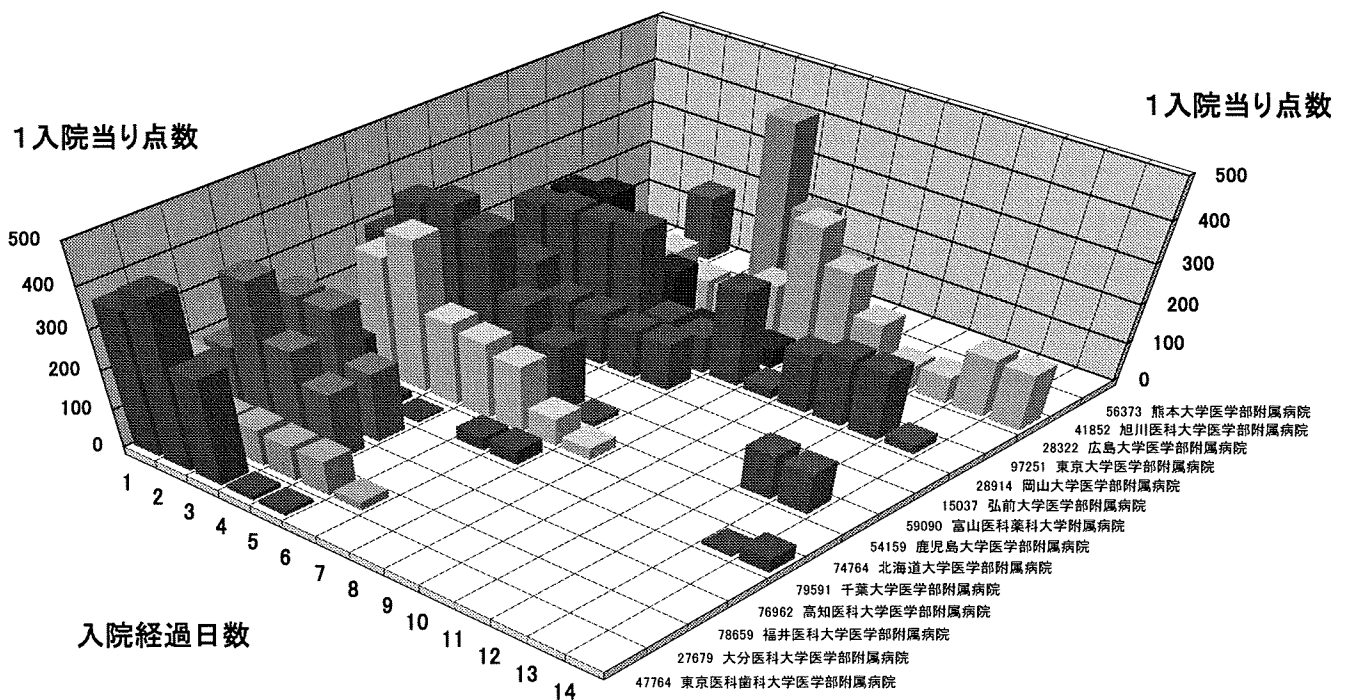 1入院当り点数
500
400
300
200
100
0
1入院当り点数
500
400
300
200
100
0
1
2
3
4
5
6
7
8
9
10
11
12
13
14
入院経過日数
56373 熊本大学医学部附属病院
41852 旭川医科大学医学部附属病院
28322 広島大学医学部附属病院
97251 東京大学医学部附属病院
28914 岡山大学医学部附属病院
15037 弘前大学医学部附属病院
59090 富山医科薬科大学附属病院
54159 鹿児島大学医学部附属病院
74764 北海道大学医学部附属病院
79591 千葉大学医学部附属病院
76962 高知医科大学医学部附属病院
78659 福井医科大学医学部附属病院
27679 大分医科大学医学部附属病院
47764 東京医科歯科大学医学部附属病院